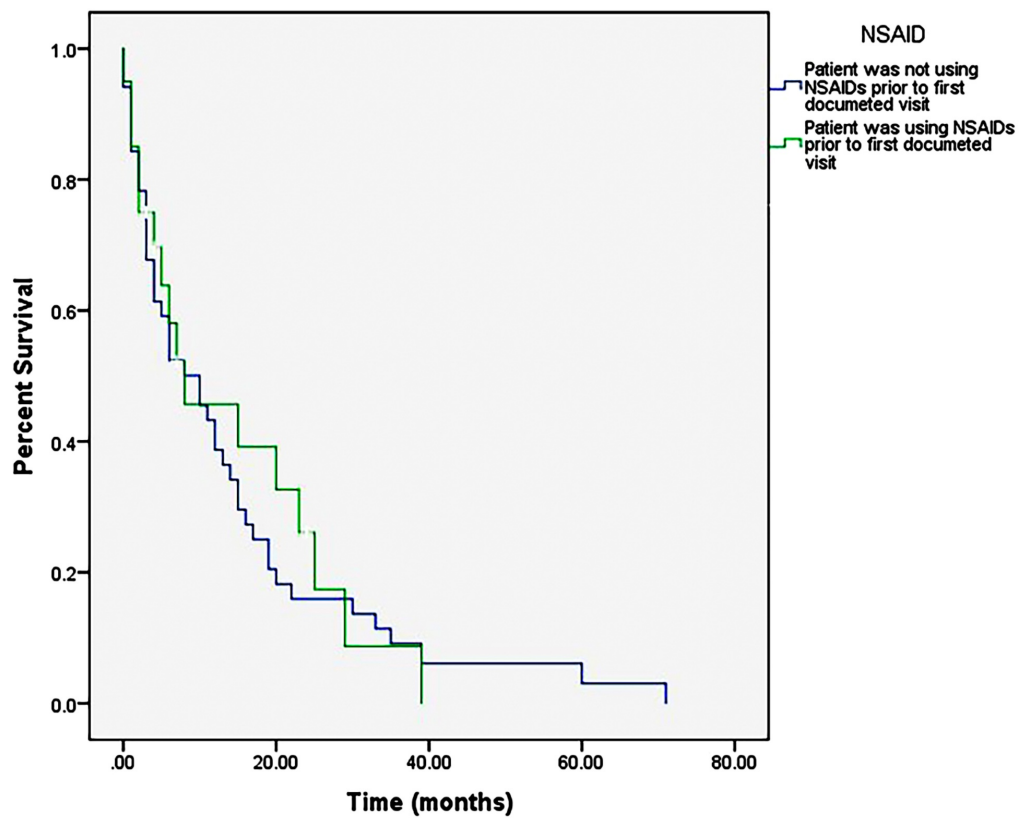 NSAID
Patient was not using
NSAIDs prior to first
documeted visit
Patient was using NSAIDs
prior to first documeted
visit
Percent Survival
1.0
0.8
0.6
0.4
0.2
0.0
.00 20.00 40.00 60.00 80.00
Time (months)